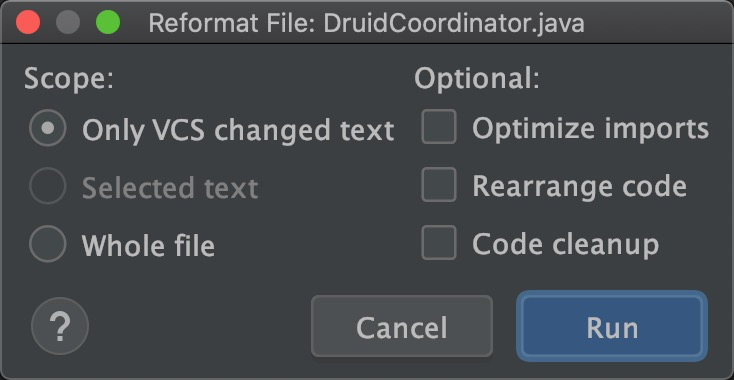 Reformat File: DruidCoordinator.java
Scope:
Optional:
Only VCS changed text
Optimize imports
Selected text
Rearrange code
Whole file
Code cleanup
?
Cancel
Run